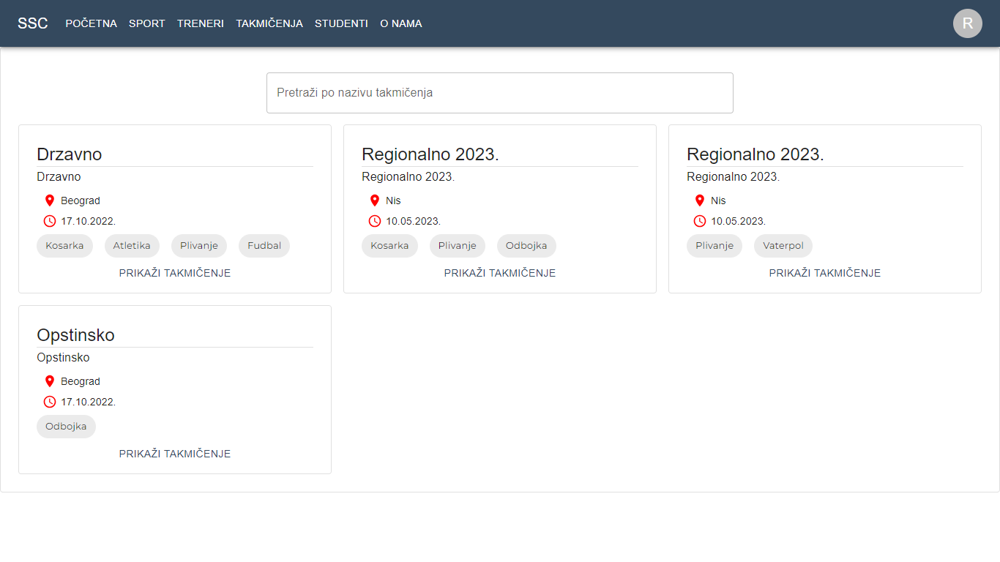 SSC POČETNA SPORT TRENERI TAKMIČENJA STUDENTI O NAMA R
Pretraži po nazivu takmičenja
Drzavno
Drzavno
Beograd
17.10.2022.
Kosarka Atletika Plivanje Fudbal
PRIKAŽI TAKMIČENJE
Regionalno 2023.
Regionalno 2023.
Nis
10.05.2023.
Kosarka Plivanje Odbojka
PRIKAŽI TAKMIČENJE
Regionalno 2023.
Regionalno 2023.
Nis
10.05.2023.
Plivanje Vaterpol
PRIKAŽI TAKMIČENJE
Opstinsko
Opstinsko
Beograd
17.10.2022.
Odbojka
PRIKAŽI TAKMIČENJE